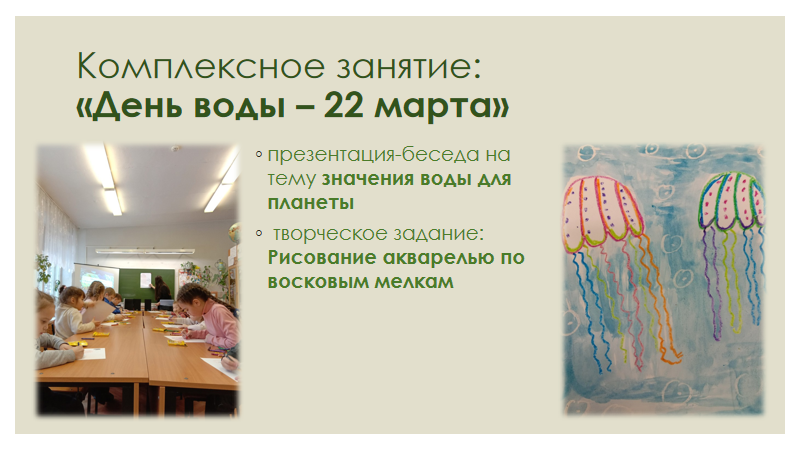 Комплексное занятие:
«День воды – 22 марта»
презентация-беседа на
тему значения воды для
планеты
творческое задание:
Рисование акварелью по
восковым мелкам